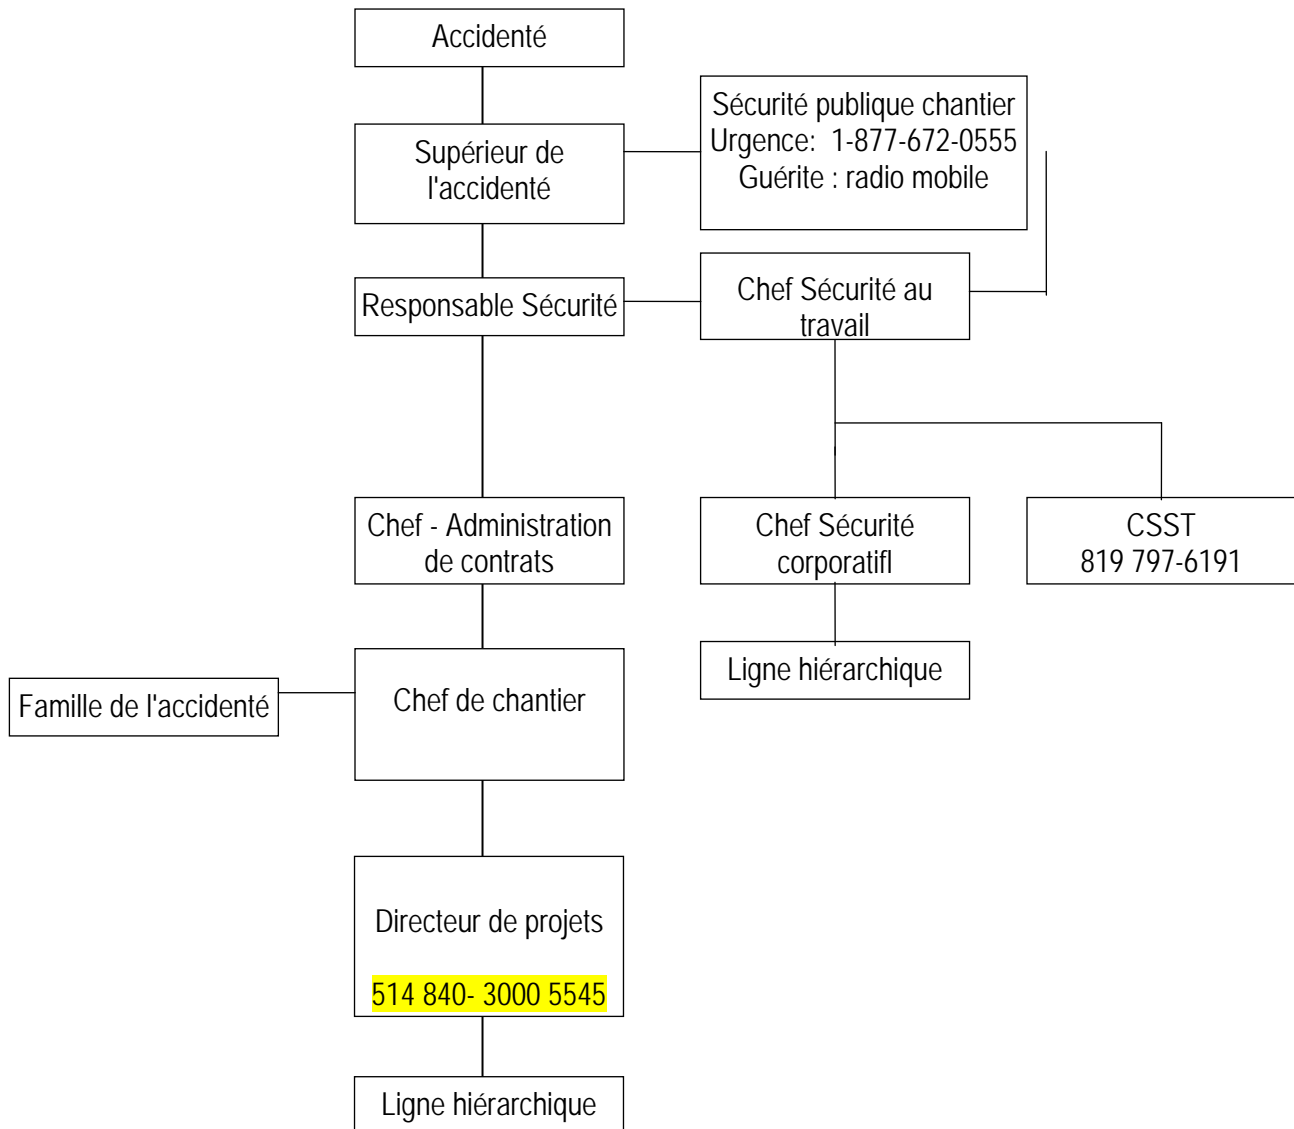 Accidenté
Sécurité publique chantier
Urgence: 1-877-672-0555
Guérite : radio mobile
Supérieur de
l'accidenté
Responsable Sécurité
Chef Sécurité au
travail
Chef - Administration
de contrats
Chef Sécurité
corporatifl
CSST
819 797-6191
Ligne hiérarchique
Famille de l'accidenté
Chef de chantier
Directeur de projets
514 840- 3000 5545
Ligne hiérarchique